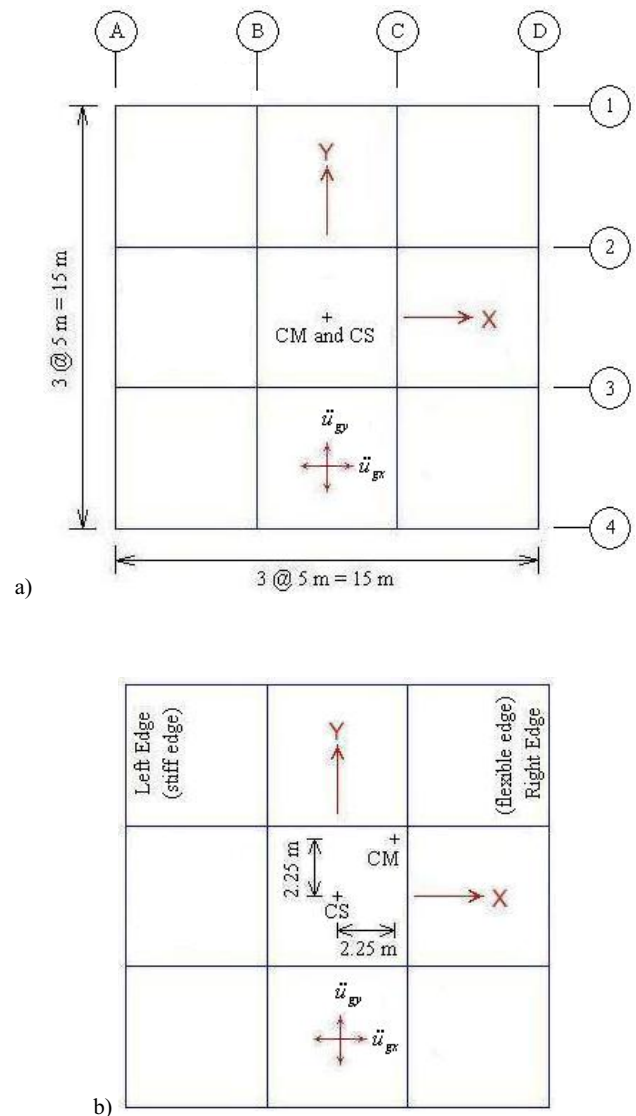 A B C D
1
Y
2
3 @ 5 m = 15 m
X
CM and CS
3
ü_gy
ü_gx
4
3 @ 5 m = 15 m
a)
Left Edge
(stiff edge)
Y
(flexible edge)
Right Edge
2.25 m
CM
CS
X
2.25 m
ü_gy
ü_gx
b)